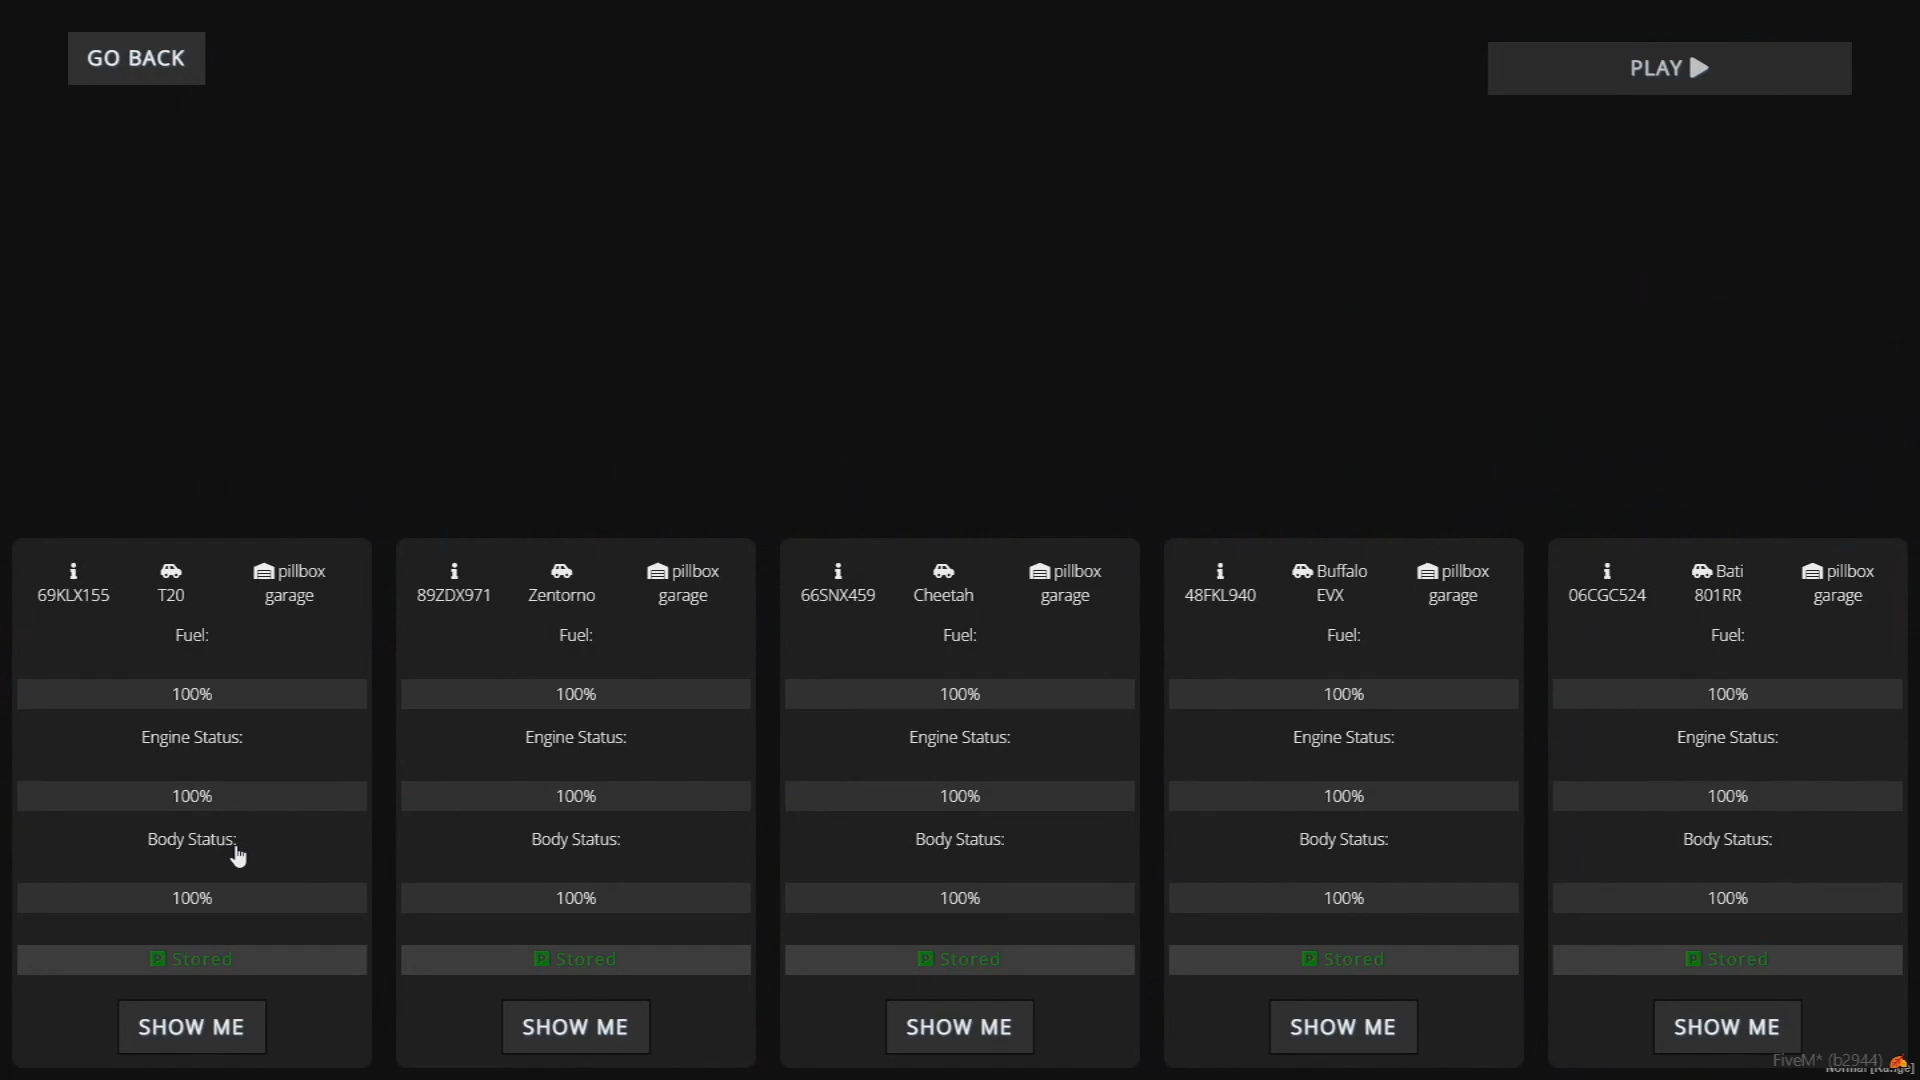 GO BACK
PLAY
69KLX155
T20
pillbox
garage
Fuel:
100%
Engine Status:
100%
Body Status:
100%
Stored
SHOW ME
89ZDX971
Zentorno
pillbox
garage
Fuel:
100%
Engine Status:
100%
Body Status:
100%
Stored
SHOW ME
66SNX459
Cheetah
pillbox
garage
Fuel:
100%
Engine Status:
100%
Body Status:
100%
Stored
SHOW ME
48FKL940
Buffalo
EVX
pillbox
garage
Fuel:
100%
Engine Status:
100%
Body Status:
100%
Stored
SHOW ME
06CGC524
Bati
801RR
pillbox
garage
Fuel:
100%
Engine Status:
100%
Body Status:
100%
Stored
SHOW ME
FiveM* (b2944)
Normal [Range]